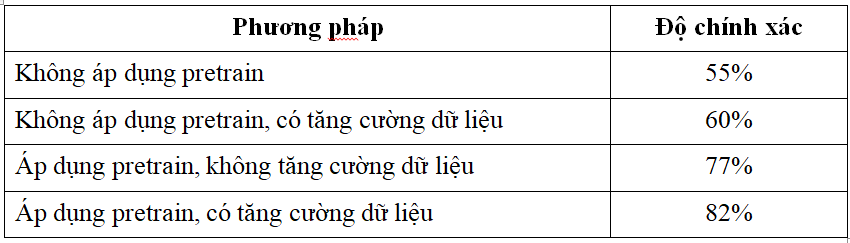 Phương pháp Độ chính xác
Không áp dụng pretrain 55%
Không áp dụng pretrain, có tăng cường dữ liệu 60%
Áp dụng pretrain, không tăng cường dữ liệu 77%
Áp dụng pretrain, có tăng cường dữ liệu 82%